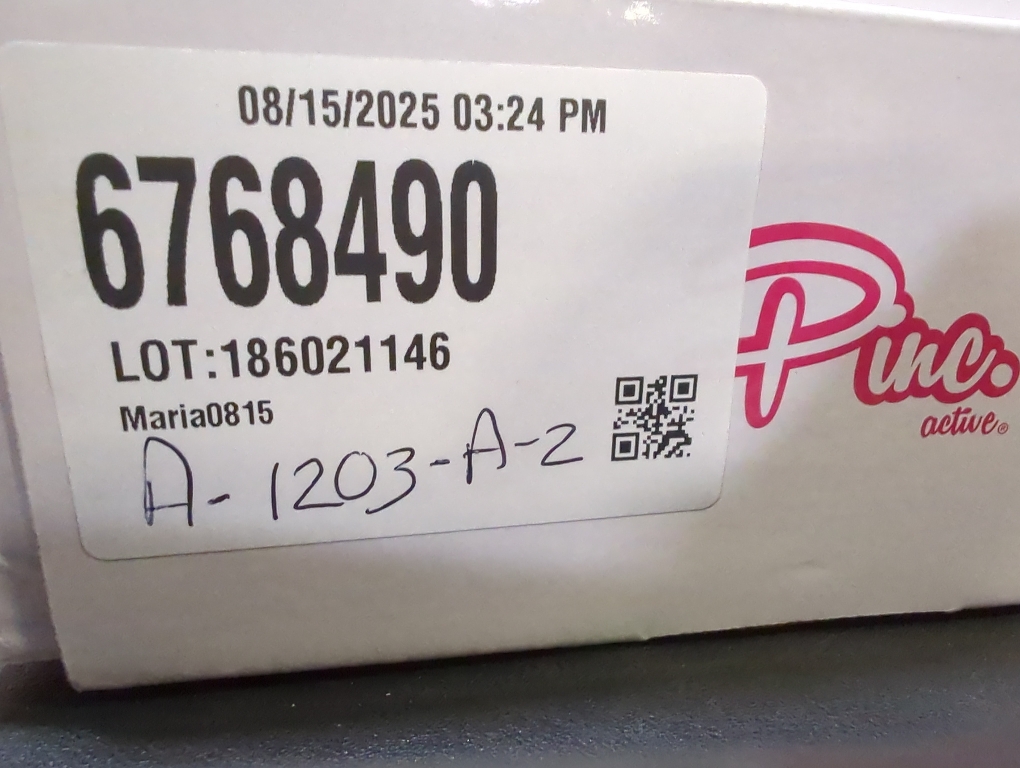 08/15/2025 03:24 PM
6768490
LOT:186021146
Maria0815
A-1203-A-2
Pinc.
active®